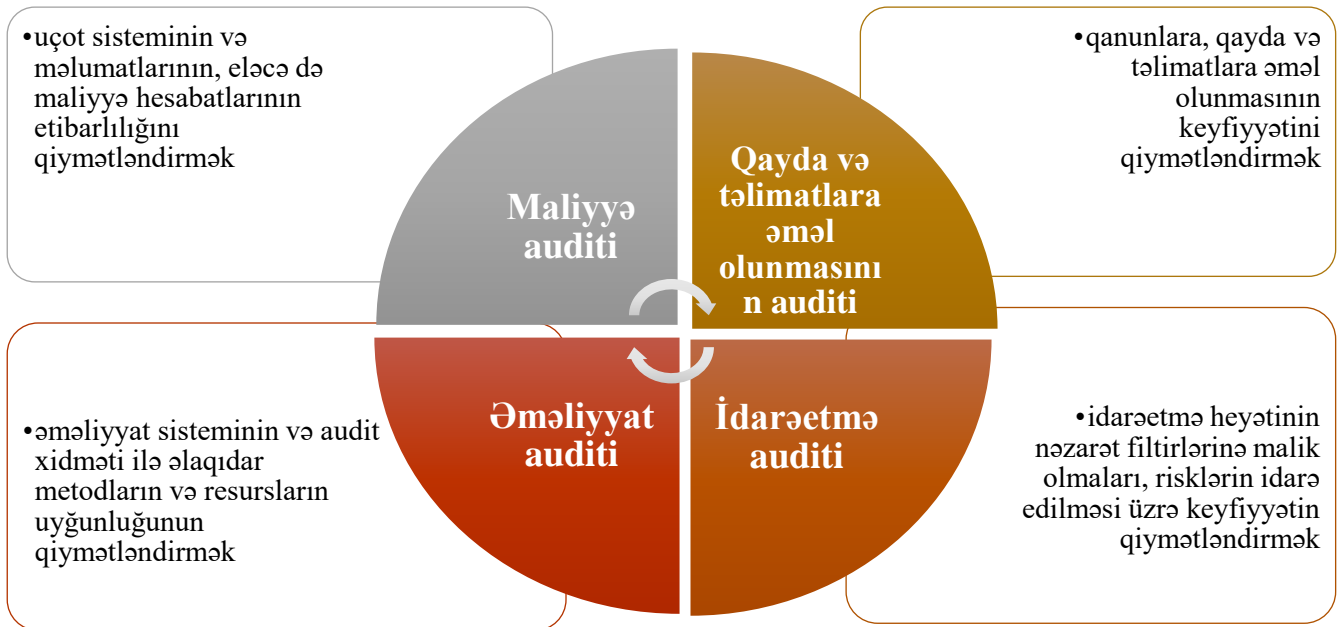 •uçot sisteminin və
məlumatlarının, eləcə də
maliyyə hesabatlarının
etibarlılığını
qiymətləndirmək
Maliyyə
auditi
Qayda və
təlimatlara
əməl
olunmasını
n auditi
•qanunlara, qayda və
təlimatlara əməl
olunmasının
keyfiyyətini
qiymətləndirmək
•əməliyyat sisteminin və audit
xidməti ilə əlaqıdar
metodların və resursların
uyğunluğunun
qiymətləndirmək
Əməliyyat
auditi
İdarəetmə
auditi
•idarəetmə heyətinin
nəzarət filtirlərinə malik
olmaları, risklərin idarə
edilməsi üzrə keyfiyyətin
qiymətləndirmək